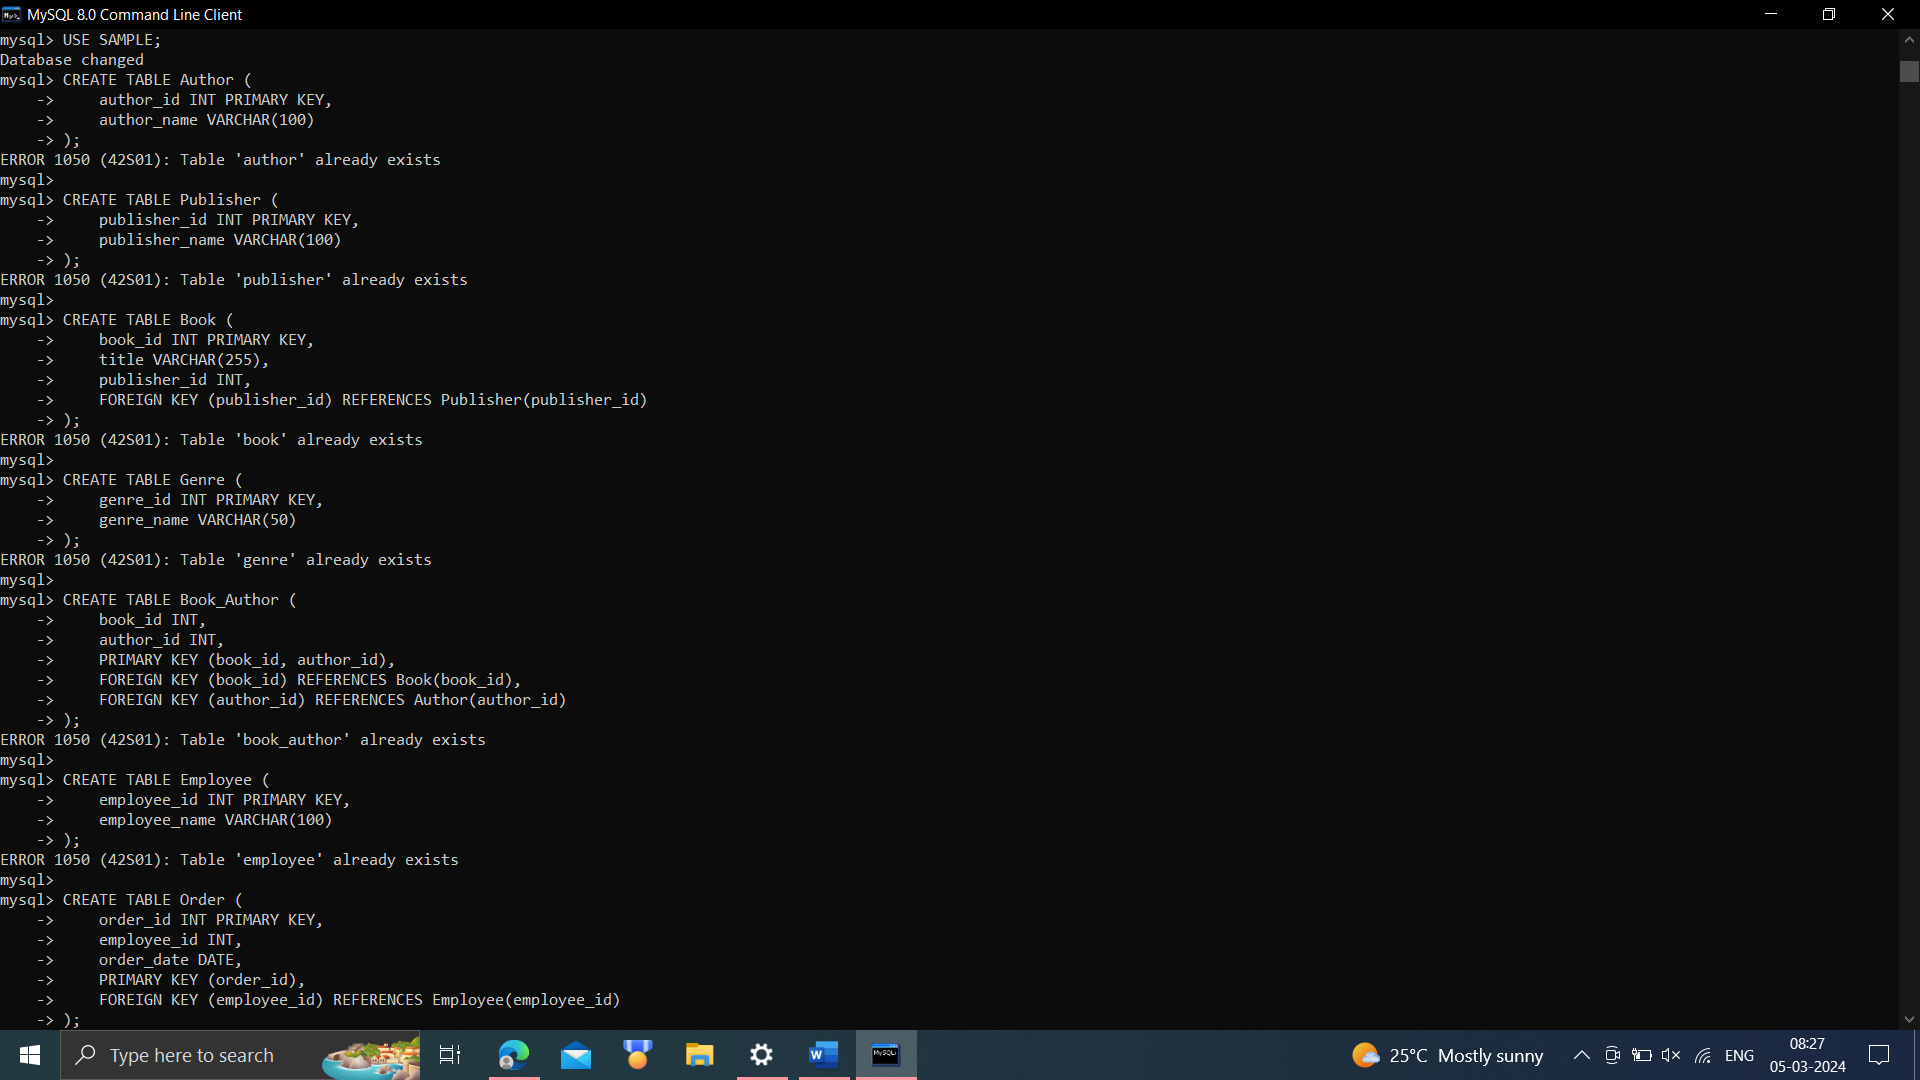 MySQL 8.0 Command Line Client
mysql> USE SAMPLE;
Database changed
mysql> CREATE TABLE Author (
    ->     author_id INT PRIMARY KEY,
    ->     author_name VARCHAR(100)
    -> );
ERROR 1050 (42S01): Table 'author' already exists
mysql>
mysql> CREATE TABLE Publisher (
    ->     publisher_id INT PRIMARY KEY,
    ->     publisher_name VARCHAR(100)
    -> );
ERROR 1050 (42S01): Table 'publisher' already exists
mysql>
mysql> CREATE TABLE Book (
    ->     book_id INT PRIMARY KEY,
    ->     title VARCHAR(255),
    ->     publisher_id INT,
    ->     FOREIGN KEY (publisher_id) REFERENCES Publisher(publisher_id)
    -> );
ERROR 1050 (42S01): Table 'book' already exists
mysql>
mysql> CREATE TABLE Genre (
    ->     genre_id INT PRIMARY KEY,
    ->     genre_name VARCHAR(50)
    -> );
ERROR 1050 (42S01): Table 'genre' already exists
mysql>
mysql> CREATE TABLE Book_Author (
    ->     book_id INT,
    ->     author_id INT,
    ->     PRIMARY KEY (book_id, author_id),
    ->     FOREIGN KEY (book_id) REFERENCES Book(book_id),
    ->     FOREIGN KEY (author_id) REFERENCES Author(author_id)
    -> );
ERROR 1050 (42S01): Table 'book_author' already exists
mysql>
mysql> CREATE TABLE Employee (
    ->     employee_id INT PRIMARY KEY,
    ->     employee_name VARCHAR(100)
    -> );
ERROR 1050 (42S01): Table 'employee' already exists
mysql>
mysql> CREATE TABLE Order (
    ->     order_id INT PRIMARY KEY,
    ->     employee_id INT,
    ->     order_date DATE,
    ->     PRIMARY KEY (order_id),
    ->     FOREIGN KEY (employee_id) REFERENCES Employee(employee_id)
    -> );
Type here to search
25°C Mostly sunny
ENG
08:27
05-03-2024